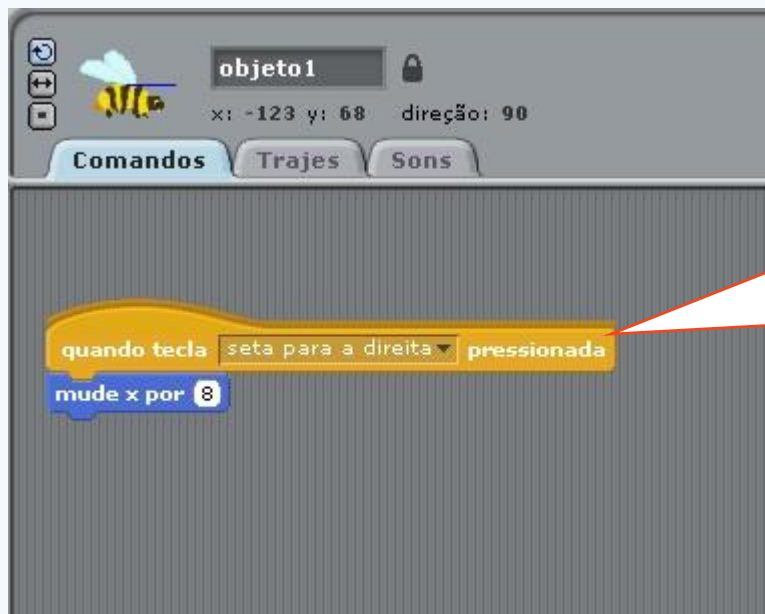 objeto1
x: -123 y: 68 direção: 90
Comandos Trajes Sons
quando tecla seta para a direita pressionada
mude x por 8